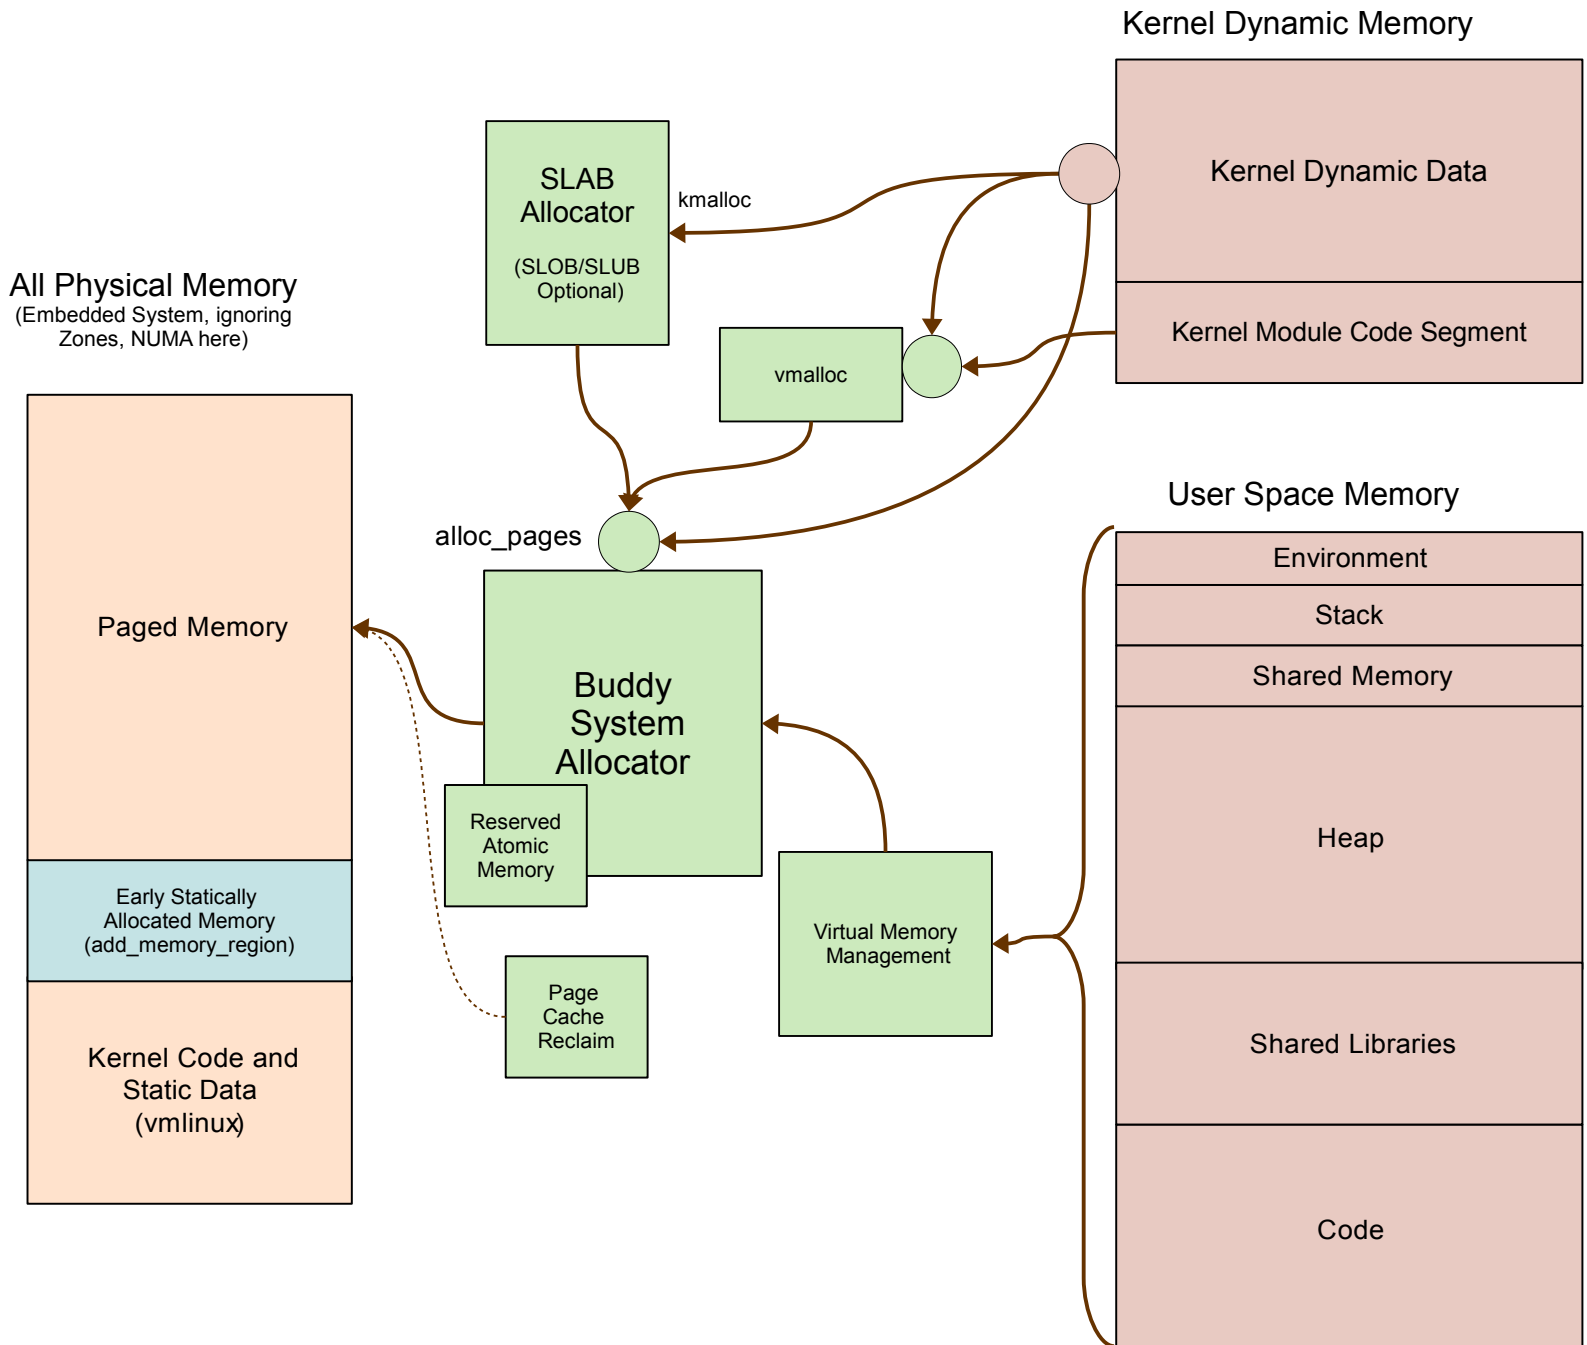 Kernel Dynamic Memory
Kernel Dynamic Data
Kernel Module Code Segment
SLAB
Allocator
(SLOB/SLUB
Optional)
kmalloc
vmalloc
All Physical Memory
(Embedded System, ignoring
Zones, NUMA here)
Paged Memory
Early Statically
Allocated Memory
(add_memory_region)
Kernel Code and
Static Data
(vmlinux)
alloc_pages
Buddy
System
Allocator
Reserved
Atomic
Memory
Page
Cache
Reclaim
Virtual Memory
Management
User Space Memory
Environment
Stack
Shared Memory
Heap
Shared Libraries
Code